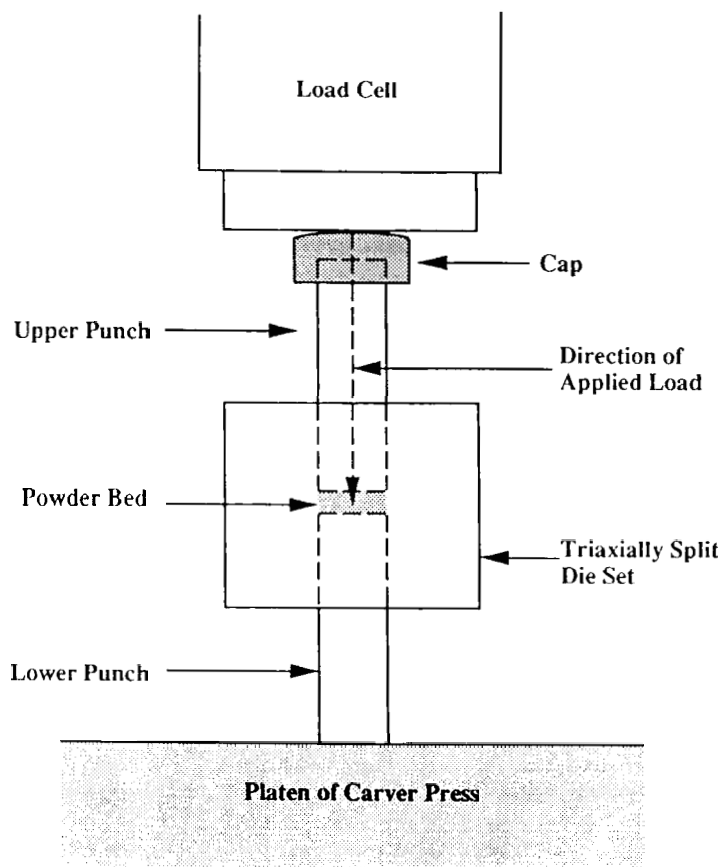 Load Cell
Cap
Upper Punch
Direction of
Applied Load
Powder Bed
Triaxially Split
Die Set
Lower Punch
Platen of Carver Press